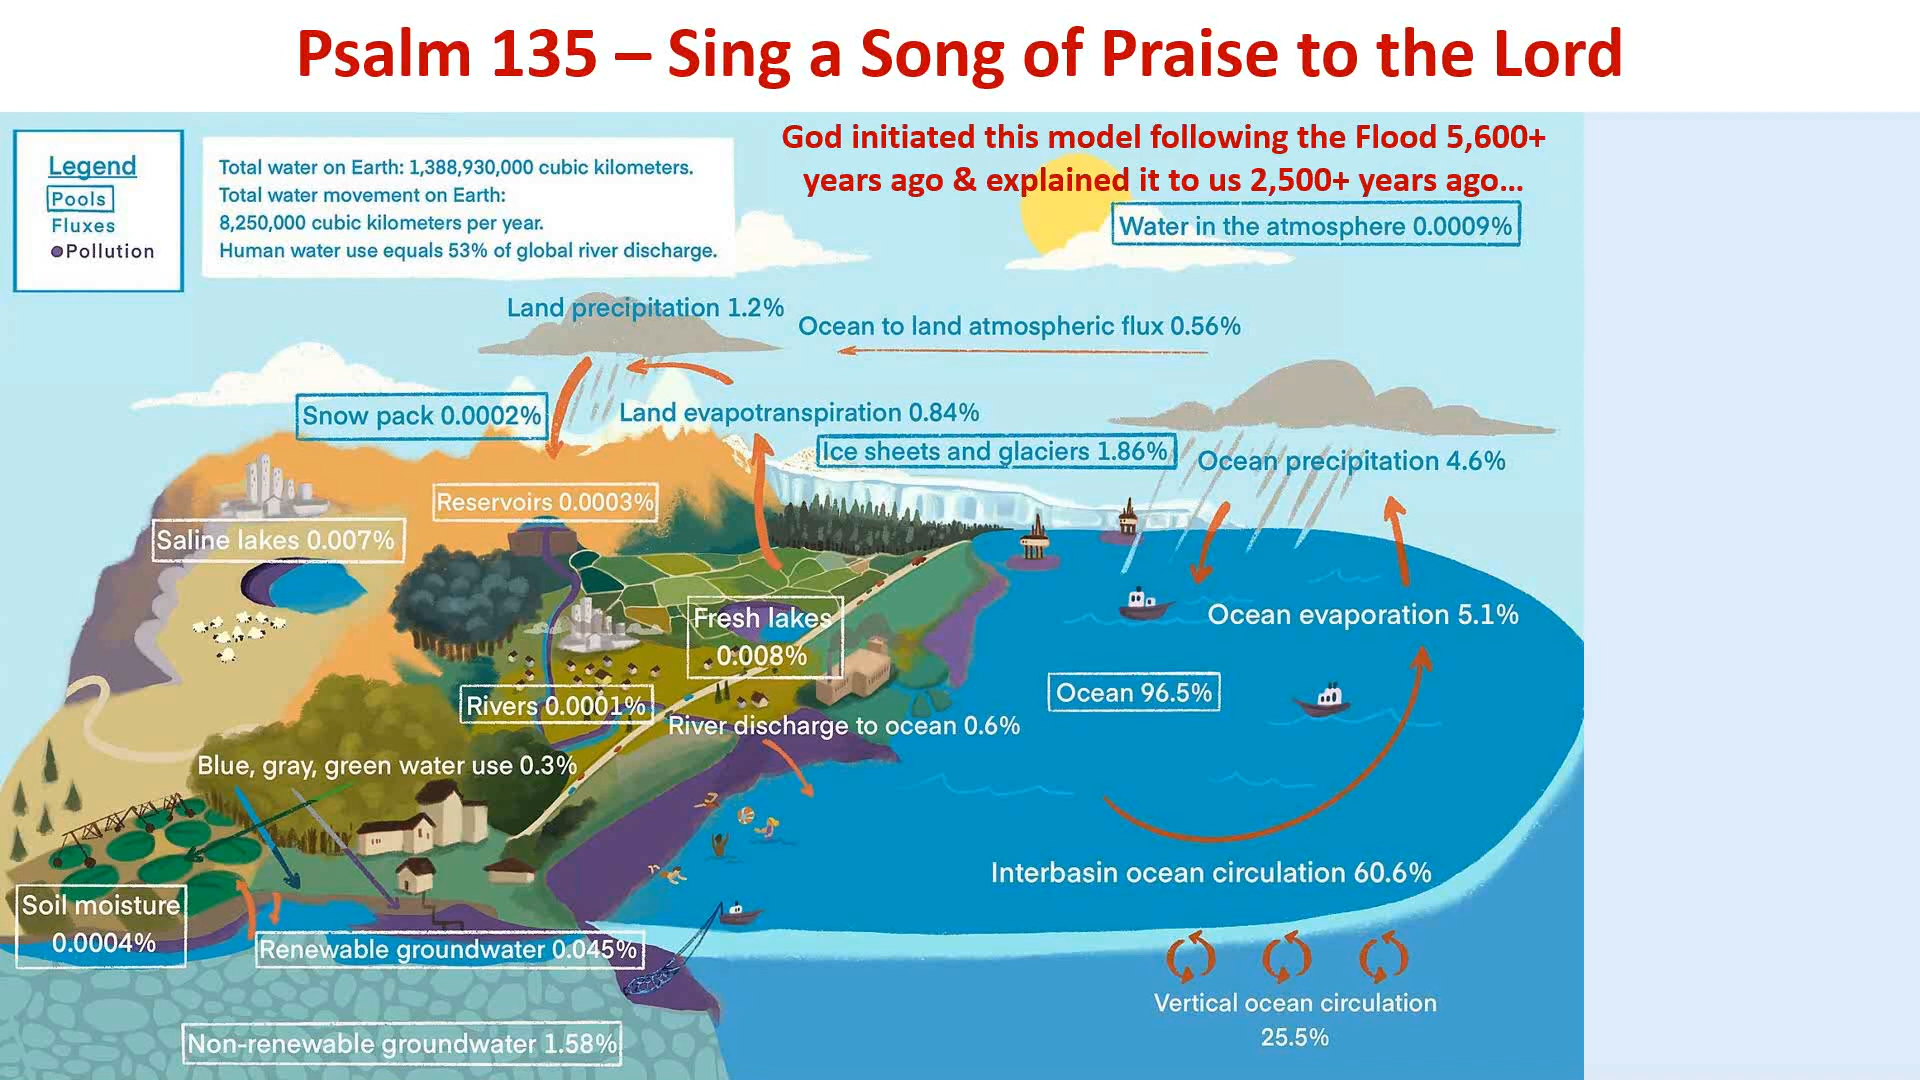 Psalm 135 – Sing a Song of Praise to the Lord
God initiated this model following the Flood 5,600+
years ago & explained it to us 2,500+ years ago…
Legend
Pools
Fluxes
Pollution
Total water on Earth: 1,388,930,000 cubic kilometers.
Total water movement on Earth:
8,250,000 cubic kilometers per year.
Human water use equals 53% of global river discharge.
Water in the atmosphere 0.0009%
Land precipitation 1.2%
Ocean to land atmospheric flux 0.56%
Snow pack 0.0002%
Land evapotranspiration 0.84%
Ice sheets and glaciers 1.86%
Ocean precipitation 4.6%
Reservoirs 0.0003%
Saline lakes 0.007%
Fresh lakes
0.008%
Ocean evaporation 5.1%
Ocean 96.5%
Rivers 0.0001%
River discharge to ocean 0.6%
Blue, gray, green water use 0.3%
Interbasin ocean circulation 60.6%
Soil moisture
0.0004%
Renewable groundwater 0.045%
Vertical ocean circulation
25.5%
Non-renewable groundwater 1.58%